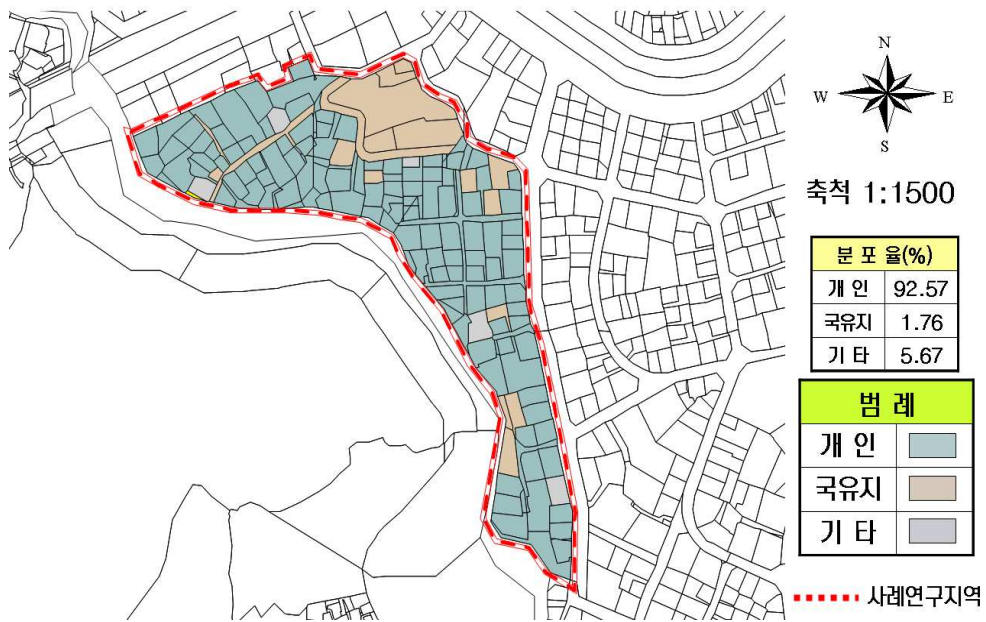 N
W E
S
축척 1:1500
분 포 율(%)
개 인 92.57
국유지 1.76
기 타 5.67
범 례
개 인
국유지
기 타
사례연구지역